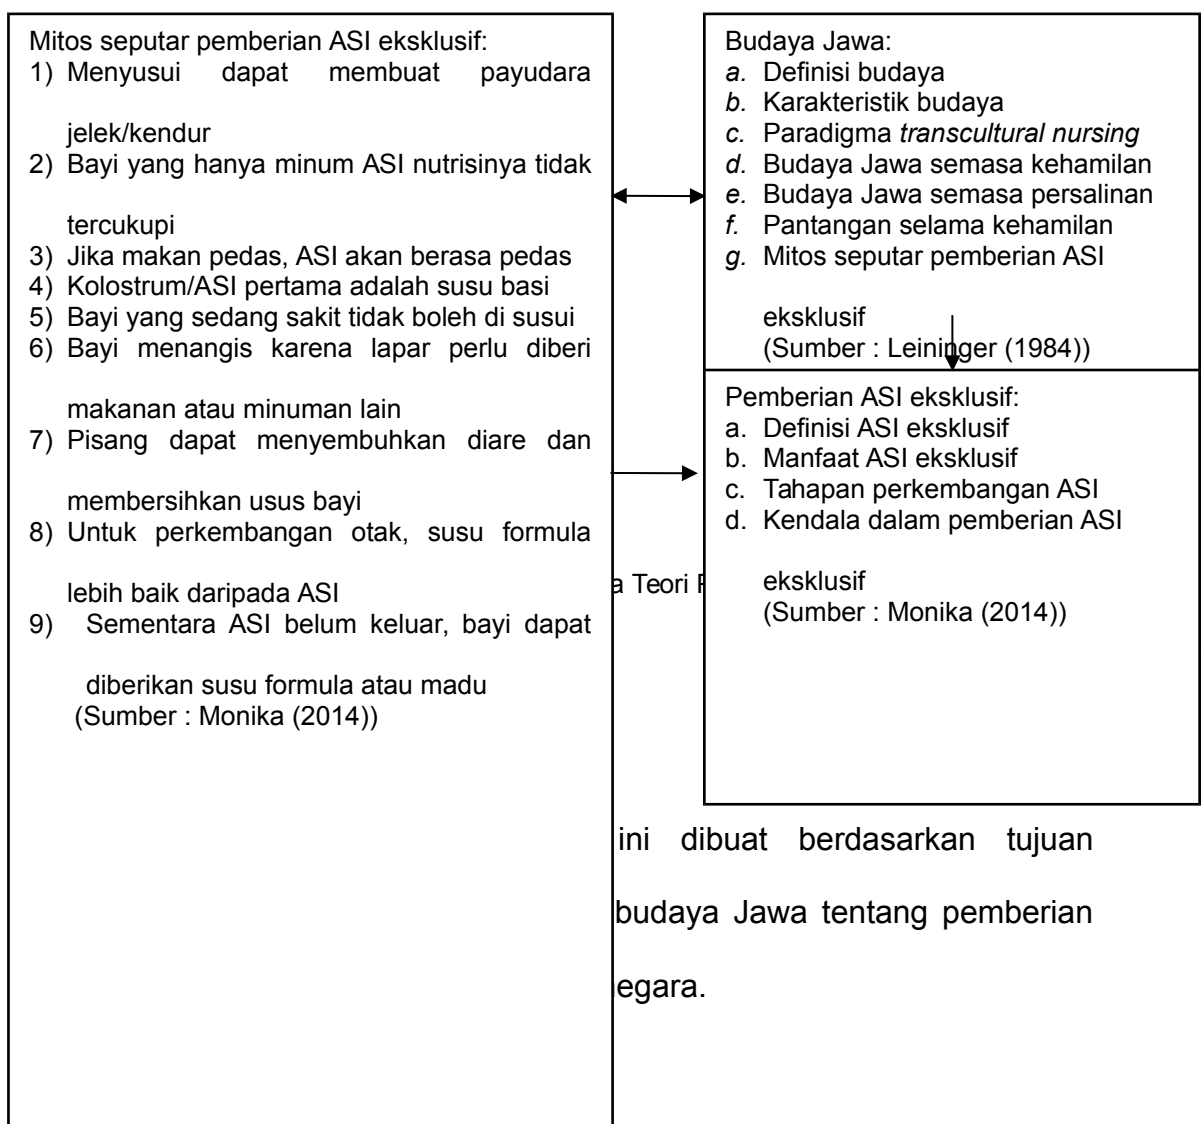 Mitos seputar pemberian ASI eksklusif:
1) Menyusui dapat membuat payudara
jelek/kendur
2) Bayi yang hanya minum ASI nutrisinya tidak
tercukupi
3) Jika makan pedas, ASI akan berasa pedas
4) Kolostrum/ASI pertama adalah susu basi
5) Bayi yang sedang sakit tidak boleh di susui
6) Bayi menangis karena lapar perlu diberi
makanan atau minuman lain
7) Pisang dapat menyembuhkan diare dan
membersihkan usus bayi
8) Untuk perkembangan otak, susu formula
lebih baik daripada ASI
9) Sementara ASI belum keluar, bayi dapat
diberikan susu formula atau madu
(Sumber : Monika (2014))
Budaya Jawa:
a. Definisi budaya
b. Karakteristik budaya
c. Paradigma transcultural nursing
d. Budaya Jawa semasa kehamilan
e. Budaya Jawa semasa persalinan
f. Pantangan selama kehamilan
g. Mitos seputar pemberian ASI
eksklusif
(Sumber : Leininger (1984))
Pemberian ASI eksklusif:
a. Definisi ASI eksklusif
b. Manfaat ASI eksklusif
c. Tahapan perkembangan ASI
d. Kendala dalam pemberian ASI
eksklusif
(Sumber : Monika (2014))
a Teori
ini dibuat berdasarkan tujuan
budaya Jawa tentang pemberian
egara.